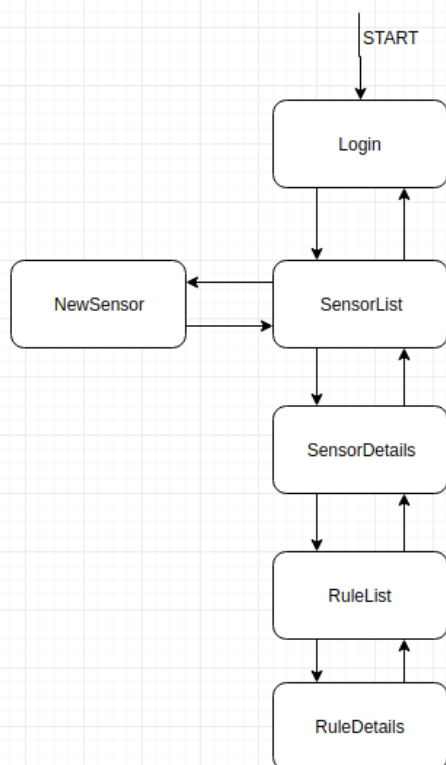 START
Login
NewSensor
SensorList
SensorDetails
RuleList
RuleDetails